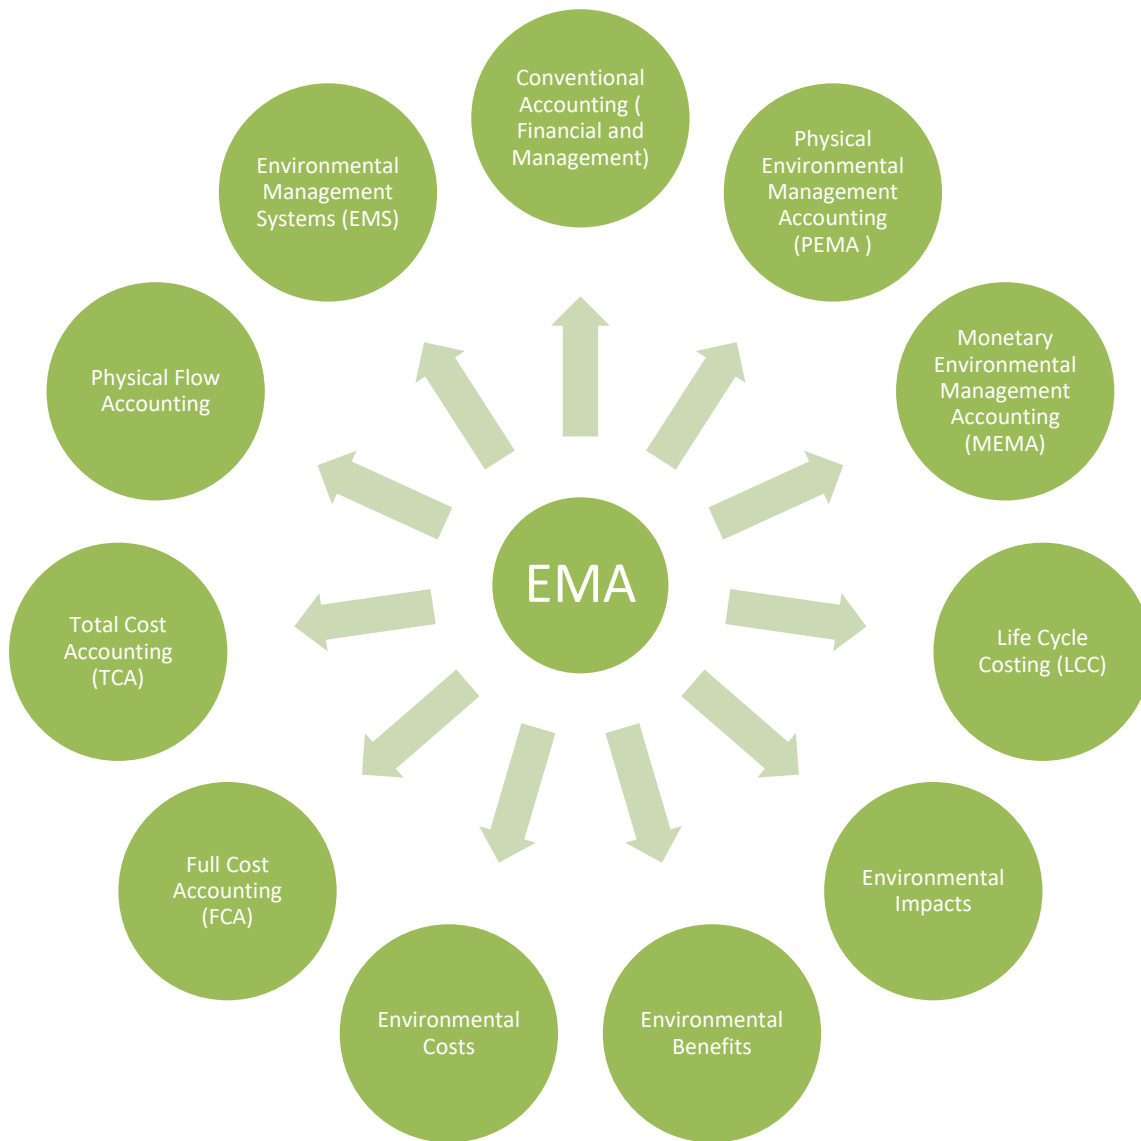 Conventional
Accounting (
Financial and
Management)
Physical
Environmental
Management
Accounting
(PEMA )
Monetary
Environmental
Management
Accounting
(MEMA)
Life Cycle
Costing (LCC)
Environmental
Impacts
Environmental
Benefits
Environmental
Costs
Full Cost
Accounting
(FCA)
Total Cost
Accounting
(TCA)
Physical Flow
Accounting
Environmental
Management
Systems (EMS)
EMA